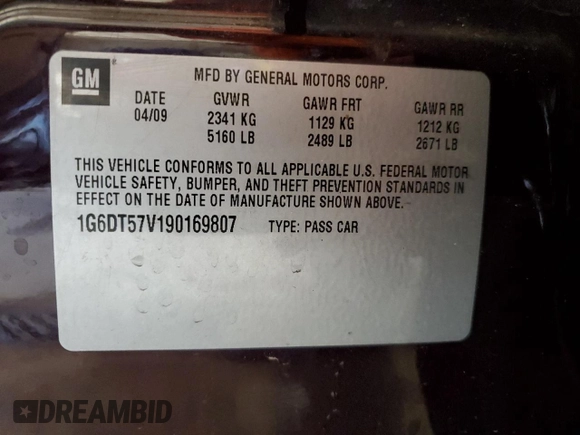 GM
MFD BY GENERAL MOTORS CORP.
DATE GVWR GAWR FRT GAWR RR
04/09 2341 KG 1129 KG 1212 KG
5160 LB 2489 LB 2671 LB
THIS VEHICLE CONFORMS TO ALL APPLICABLE U.S. FEDERAL MOTOR
VEHICLE SAFETY, BUMPER, AND THEFT PREVENTION STANDARDS IN
EFFECT ON THE DATE OF MANUFACTURE SHOWN ABOVE.
1G6DT57V190169807 TYPE: PASS CAR
DREAMBID